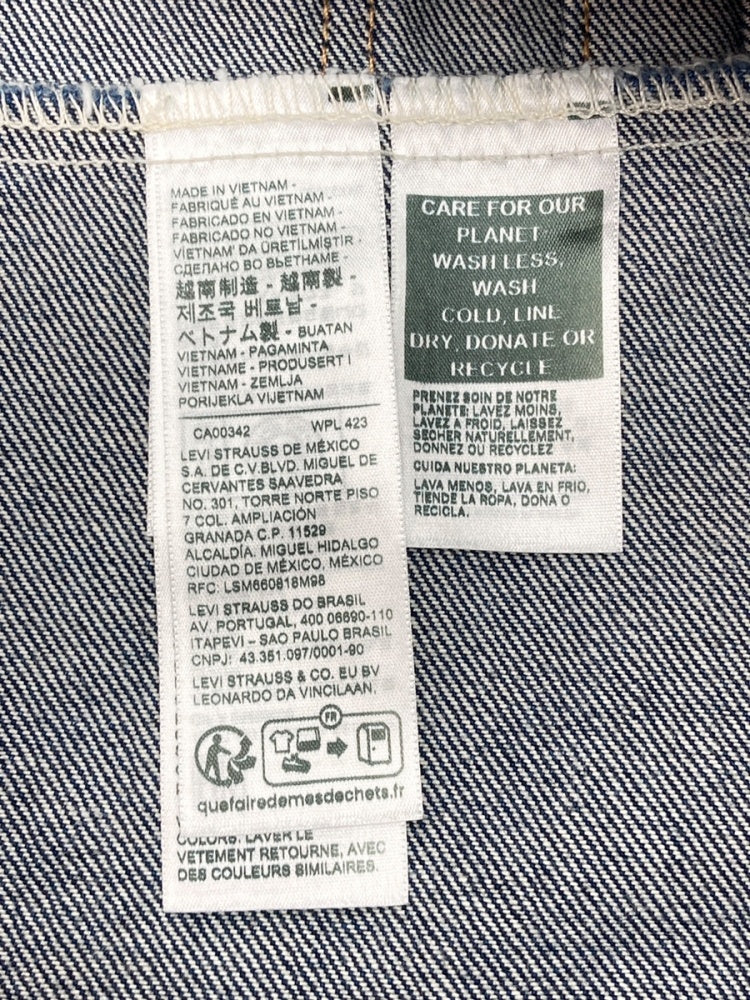 MADE IN VIETNAM -
FABRIQUÉ AU VIETNAM -
FABRICADO EN VIETNAM -
FABRICADO NO VIETNAM -
VİETNAM' DA ÜRETİLMİŞTİR -
СДЕЛАНО ВО ВЬЕТНАМЕ -
越南制造 - 越南製 -
제조국 베트남 -
ベトナム製 - BUATAN
VIETNAM - PAGAMINTA
VIETNAME - PRODUSERT I
VIETNAM - ZEMLJA
PORIJEKLA VIJETNAM
CA00342 WPL 423
LEVI STRAUSS DE MÉXICO
S.A. DE C.V.BLVD. MIGUEL DE
CERVANTES SAAVEDRA
NO. 301, TORRE NORTE PISO
7 COL. AMPLIACIÓN
GRANADA C.P. 11529
ALCALDÍA. MIGUEL HIDALGO
CIUDAD DE MÉXICO, MÉXICO
RFC: LSM660818M98
LEVI STRAUSS DO BRASIL
AV. PORTUGAL, 400 06690-110
ITAPEVI – SAO PAULO BRASIL
CNPJ: 43.351.097/0001-90
LEVI STRAUSS & CO. EU BV
LEONARDO DA VINCILAAN.
FR
quefairedemesdechets.fr
COLORS. LAVER LE
VETEMENT RETOURNE, AVEC
DES COULEURS SIMILAIRES.
CARE FOR OUR
PLANET
WASH LESS,
WASH
COLD, LINE
DRY, DONATE OR
RECYCLE
PRENEZ SOIN DE NOTRE
PLANETE: LAVEZ MOINS,
LAVEZ A FROID, LAISSEZ
SECHER NATURELLEMENT,
DONNEZ OU RECYCLEZ
CUIDA NUESTRO PLANETA:
LAVA MENOS, LAVA EN FRIO,
TIENDE LA ROPA, DONA O
RECICLA.